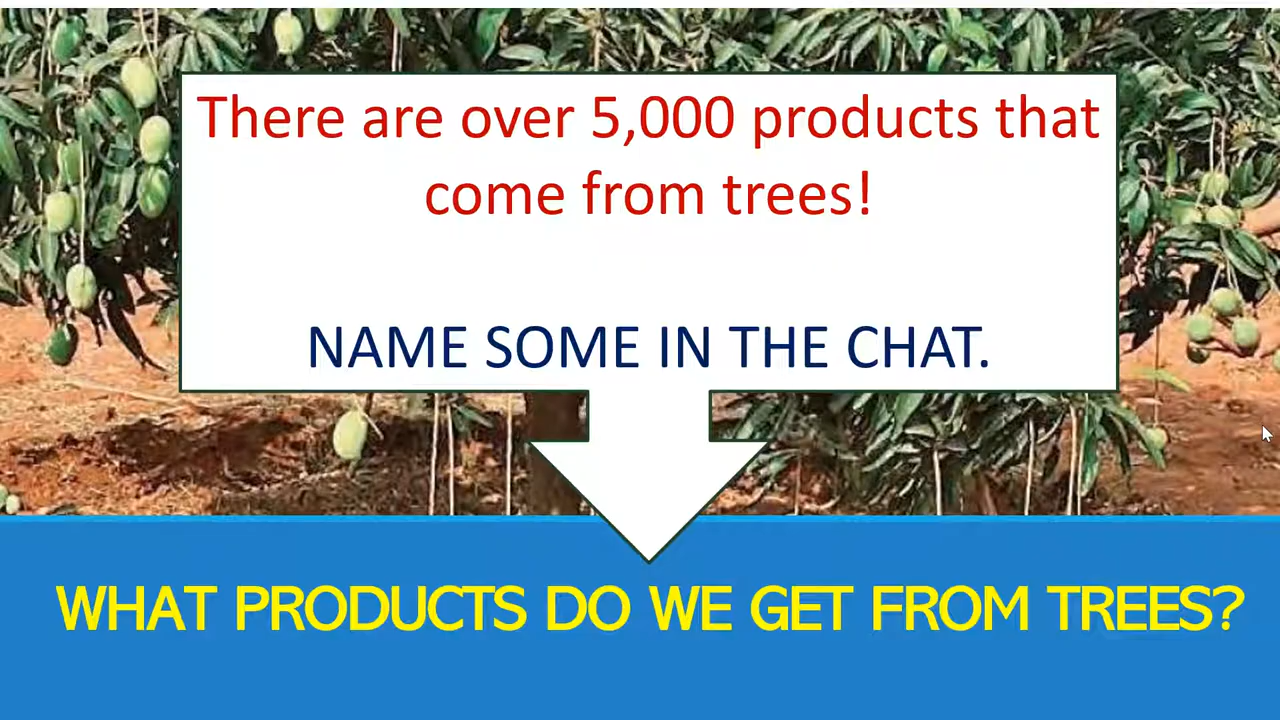 There are over 5,000 products that
come from trees!
NAME SOME IN THE CHAT.
WHAT PRODUCTS DO WE GET FROM TREES?